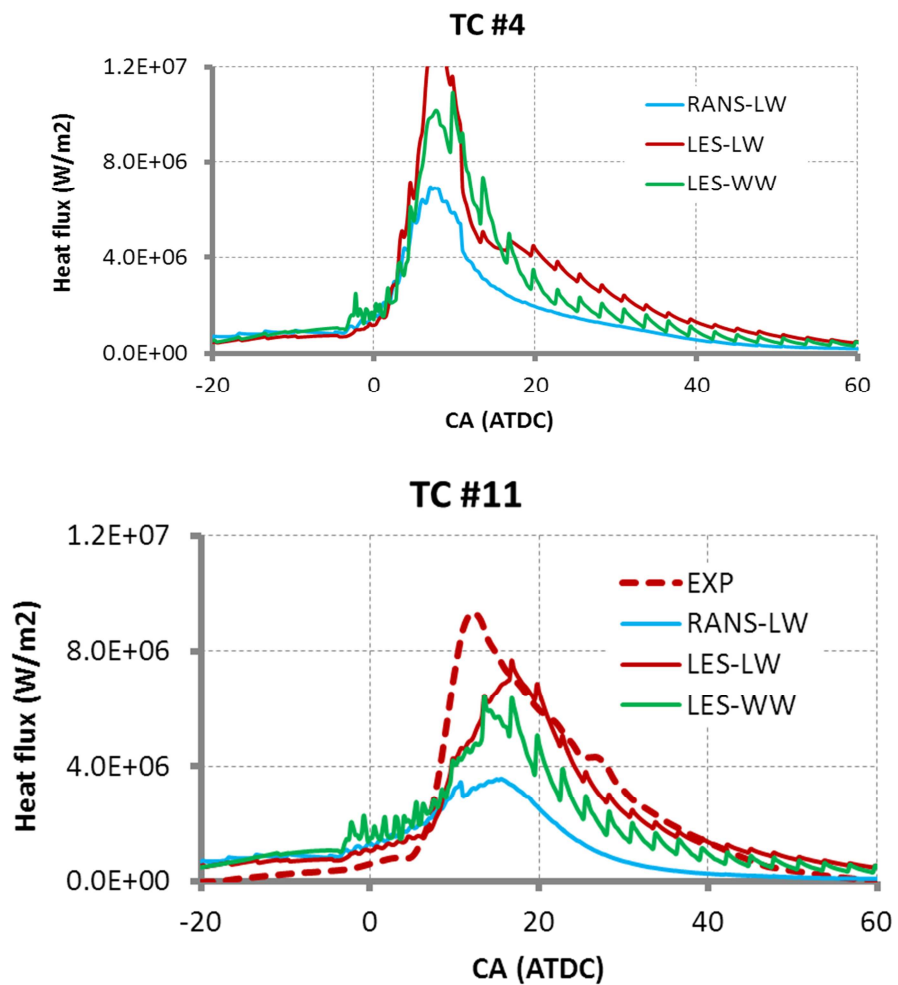 TC #4
1.2E+07
8.0E+06
4.0E+06
0.0E+00
Heat flux (W/m2)
RANS-LW
LES-LW
LES-WW
-20 0 20 40 60
CA (ATDC)
TC #11
1.2E+07
8.0E+06
4.0E+06
0.0E+00
Heat flux (W/m2)
EXP
RANS-LW
LES-LW
LES-WW
-20 0 20 40 60
CA (ATDC)